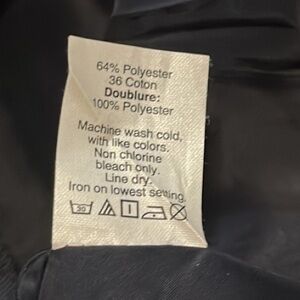 64% Polyester
36 Coton
Doublure:
100% Polyester
Machine wash cold,
with like colors.
Non chlorine
bleach only.
Line dry.
Iron on lowest setting.
30